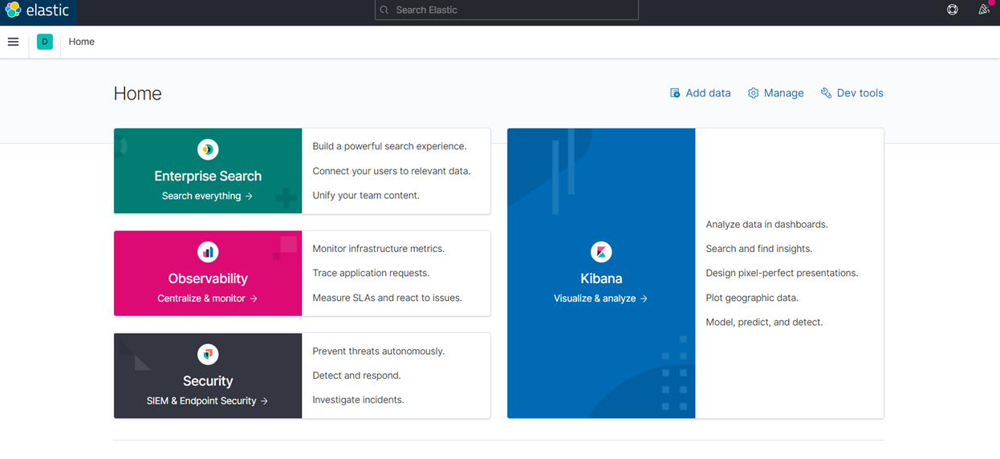 elastic
Search Elastic
D
Home
Home
Add data
Manage
Dev tools
Enterprise Search
Search everything →
Build a powerful search experience.
Connect your users to relevant data.
Unify your team content.
Observability
Centralize & monitor →
Monitor infrastructure metrics.
Trace application requests.
Measure SLAs and react to issues.
Security
SIEM & Endpoint Security →
Prevent threats autonomously.
Detect and respond.
Investigate incidents.
Kibana
Visualize & analyze →
Analyze data in dashboards.
Search and find insights.
Design pixel-perfect presentations.
Plot geographic data.
Model, predict, and detect.